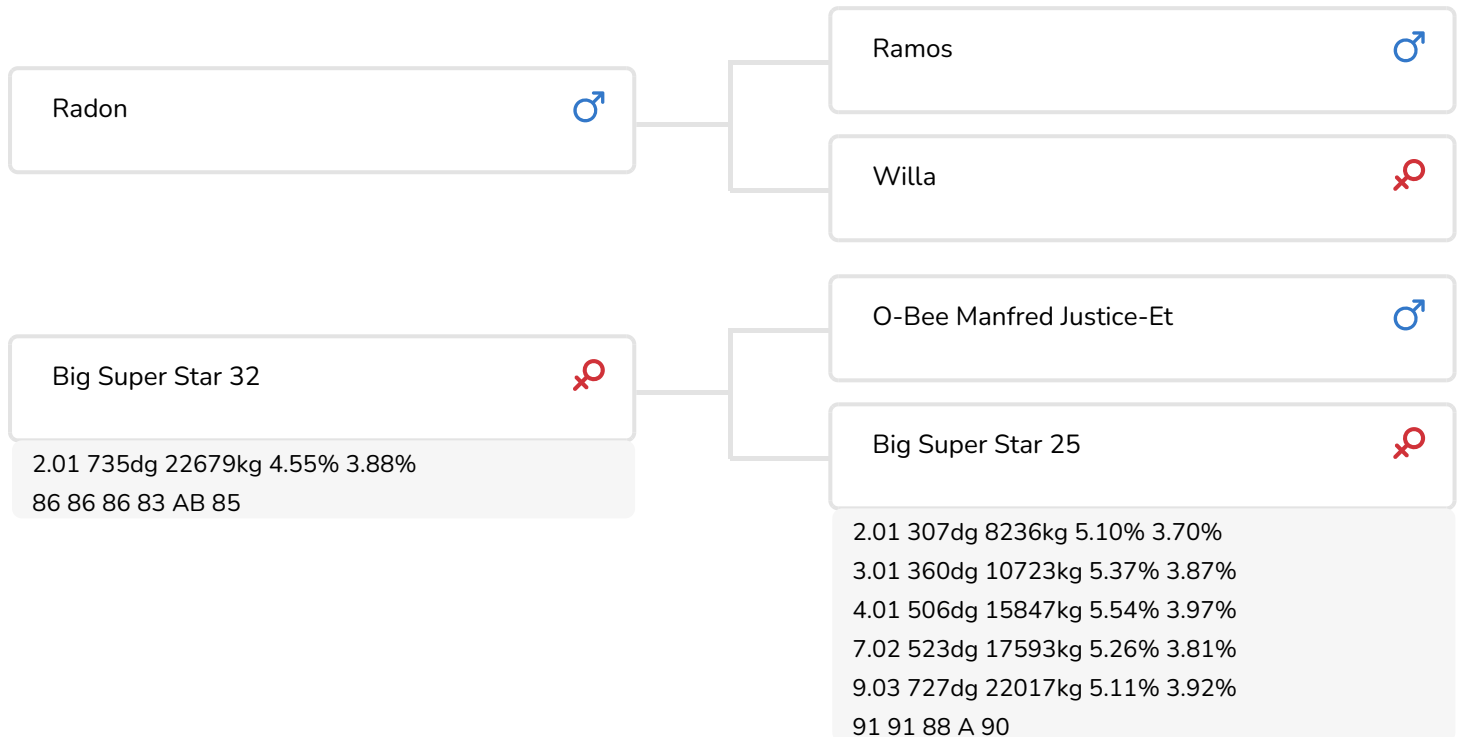 Radon
Ramos
Willa
Big Super Star 32
2.01 735dg 22679kg 4.55% 3.88%
86 86 86 83 AB 85
O-Bee Manfred Justice-Et
Big Super Star 25
2.01 307dg 8236kg 5.10% 3.70%
3.01 360dg 10723kg 5.37% 3.87%
4.01 506dg 15847kg 5.54% 3.97%
7.02 523dg 17593kg 5.26% 3.81%
9.03 727dg 22017kg 5.11% 3.92%
91 91 88 A 90